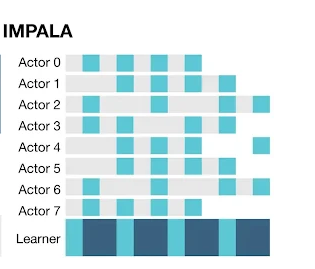 IMPALA
Actor 0
Actor 1
Actor 2
Actor 3
Actor 4
Actor 5
Actor 6
Actor 7
Learner